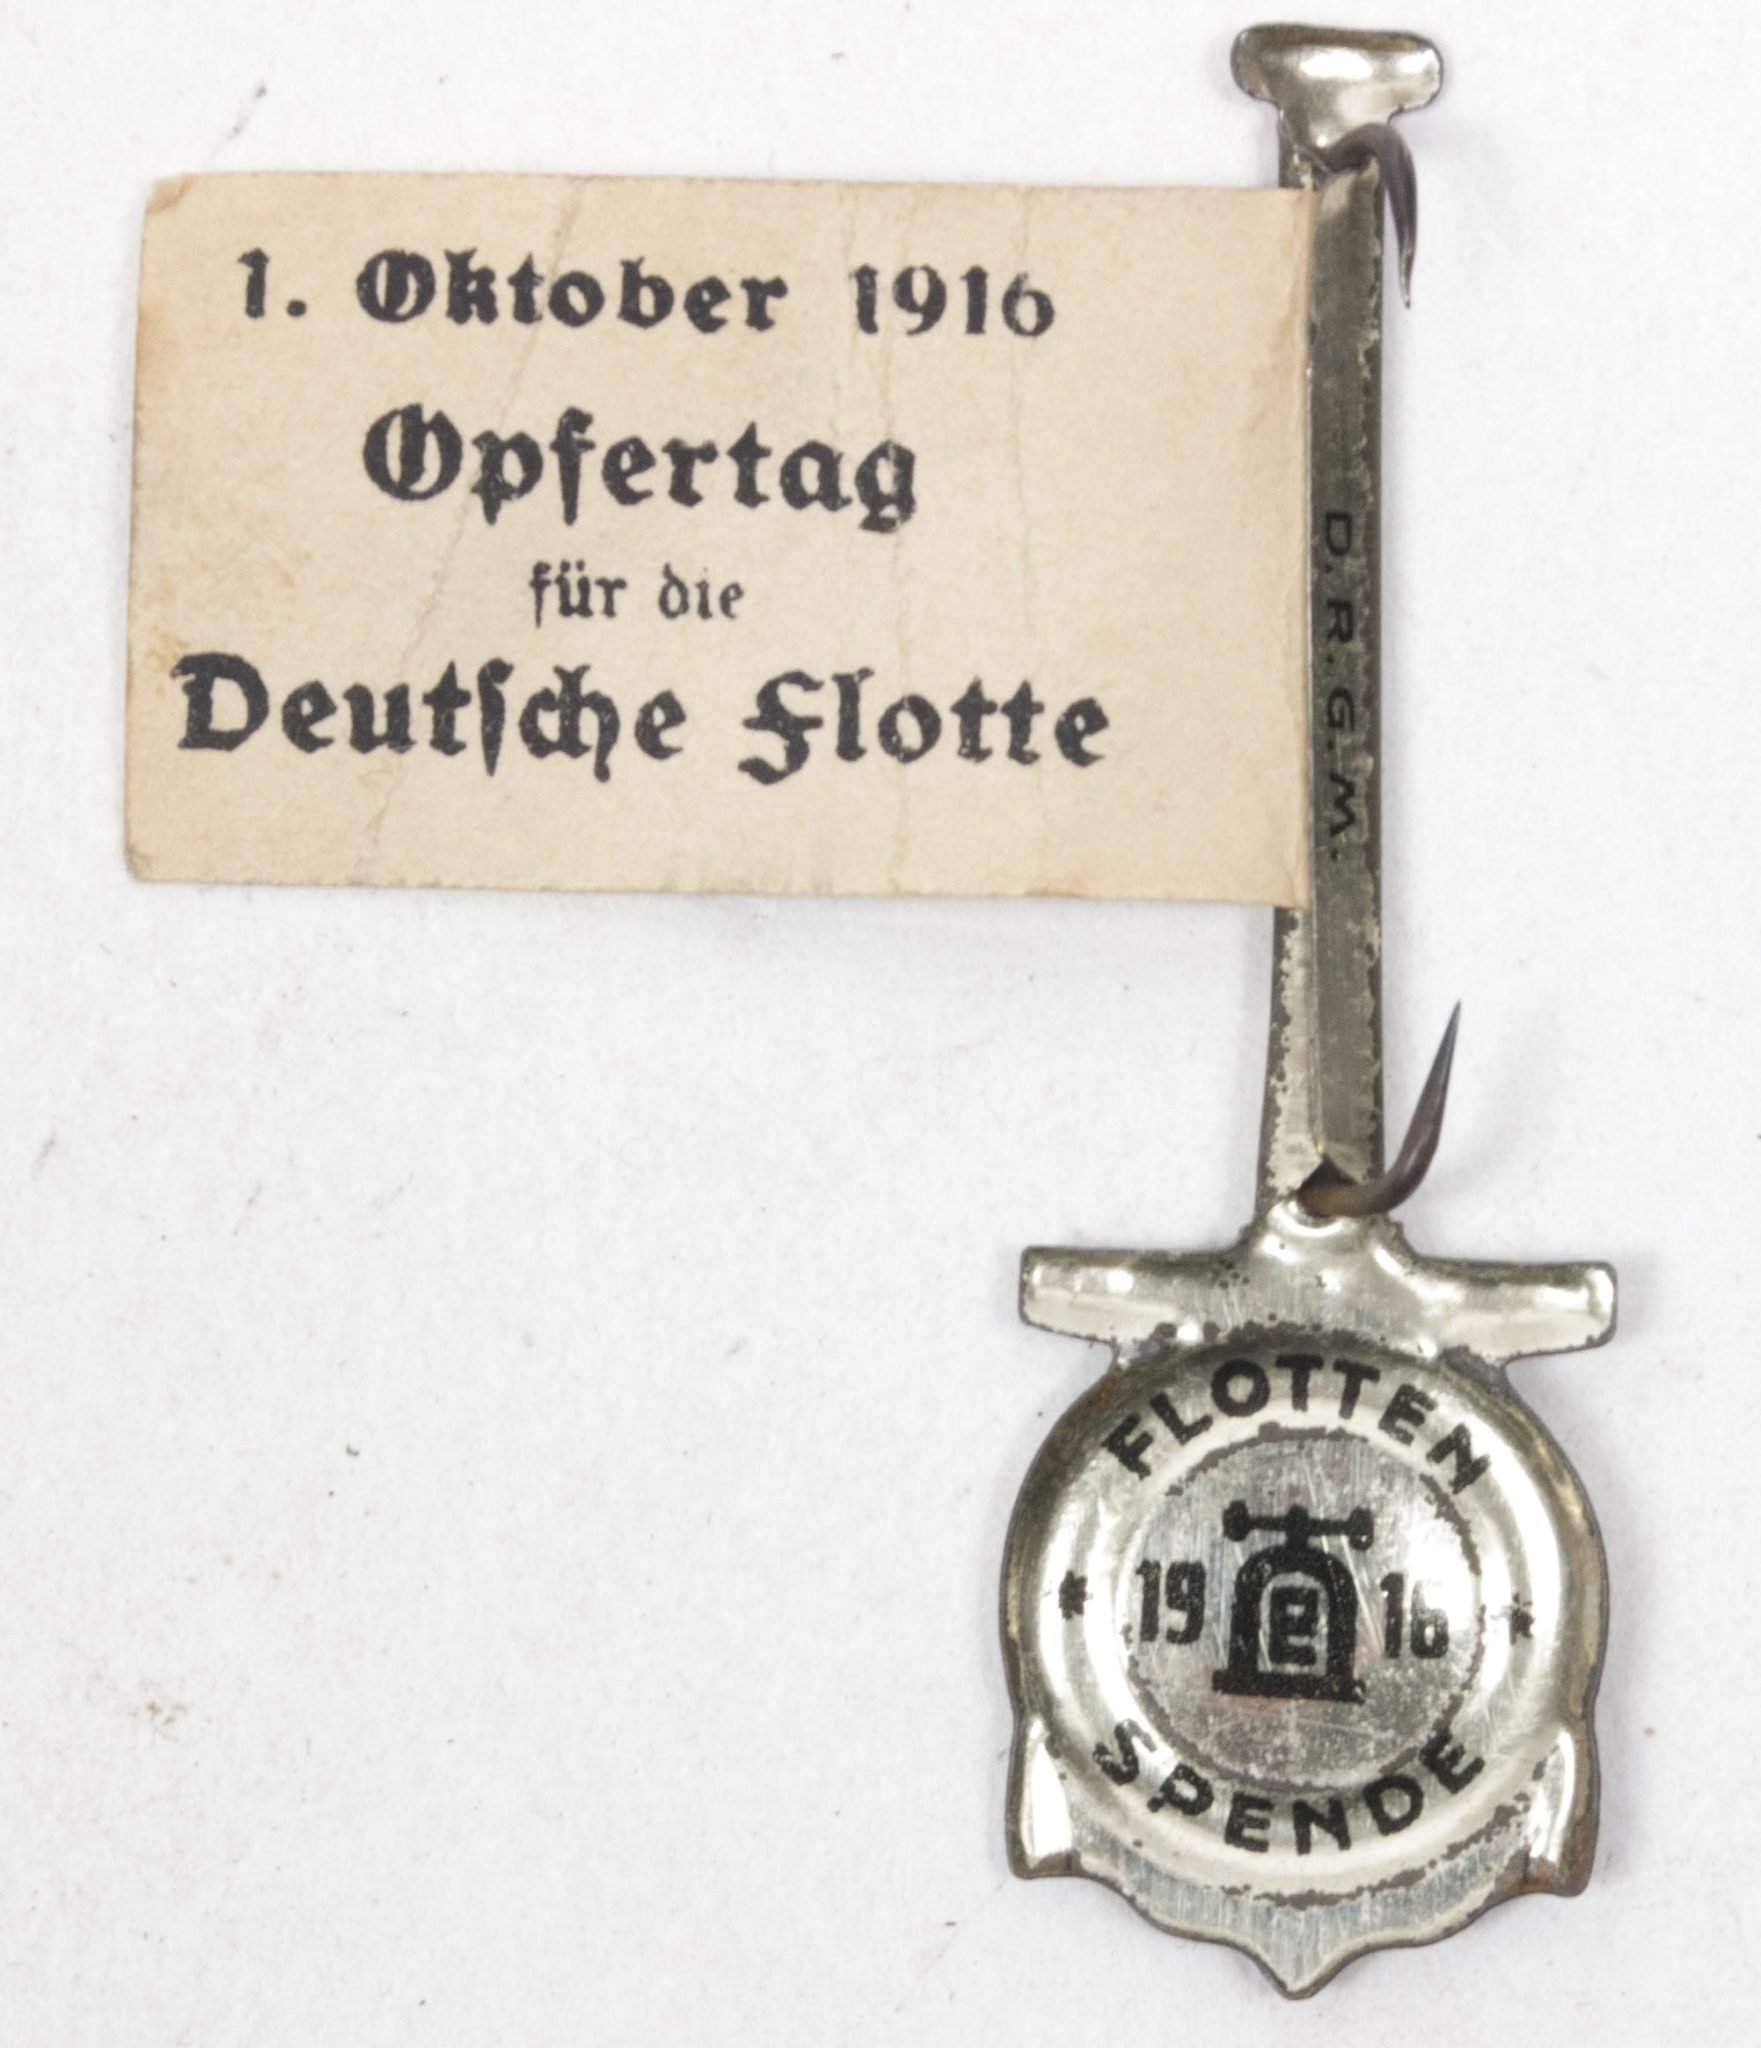 1. Oktober 1916
Opfertag
für die
Deutsche Flotte
D.R.G.M.
FLOTTEN
* 19 16 *
SPENDE